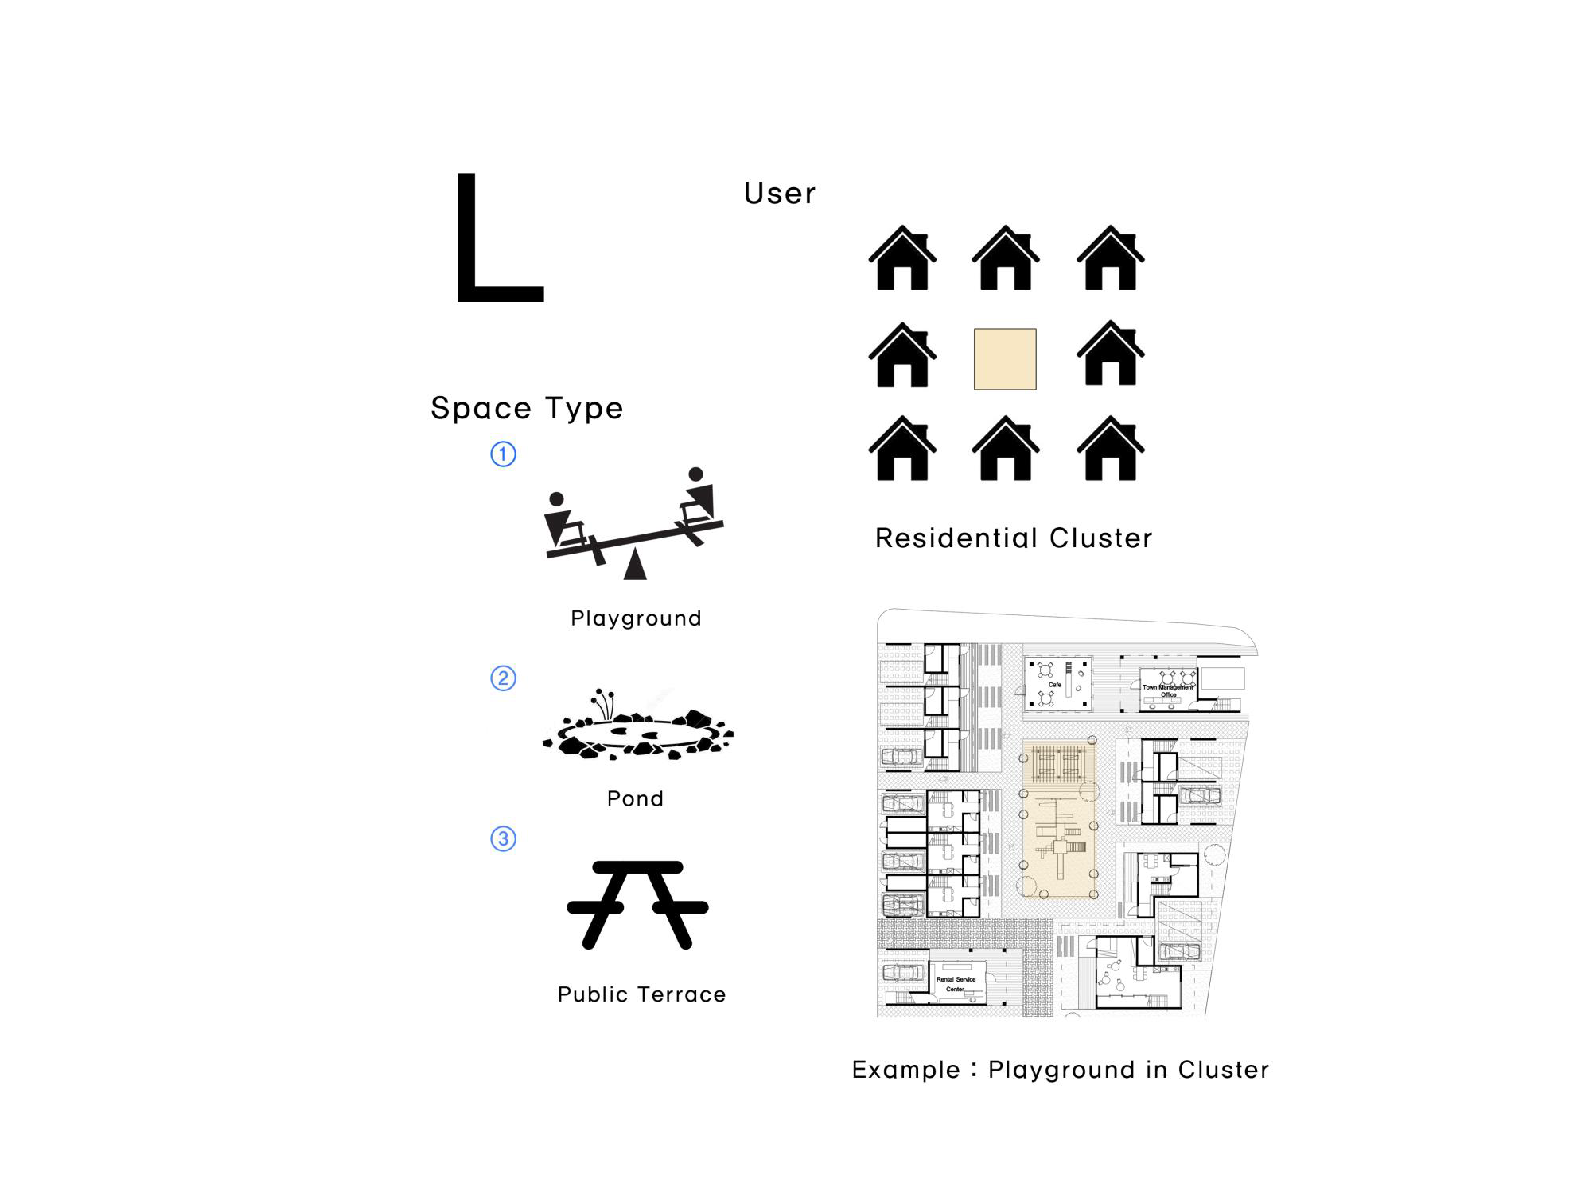 L
User
Residential Cluster
Space Type
①
Playground
②
Pond
③
Public Terrace
Cafe
Town Management
Office
Rental Service
Center
Example : Playground in Cluster